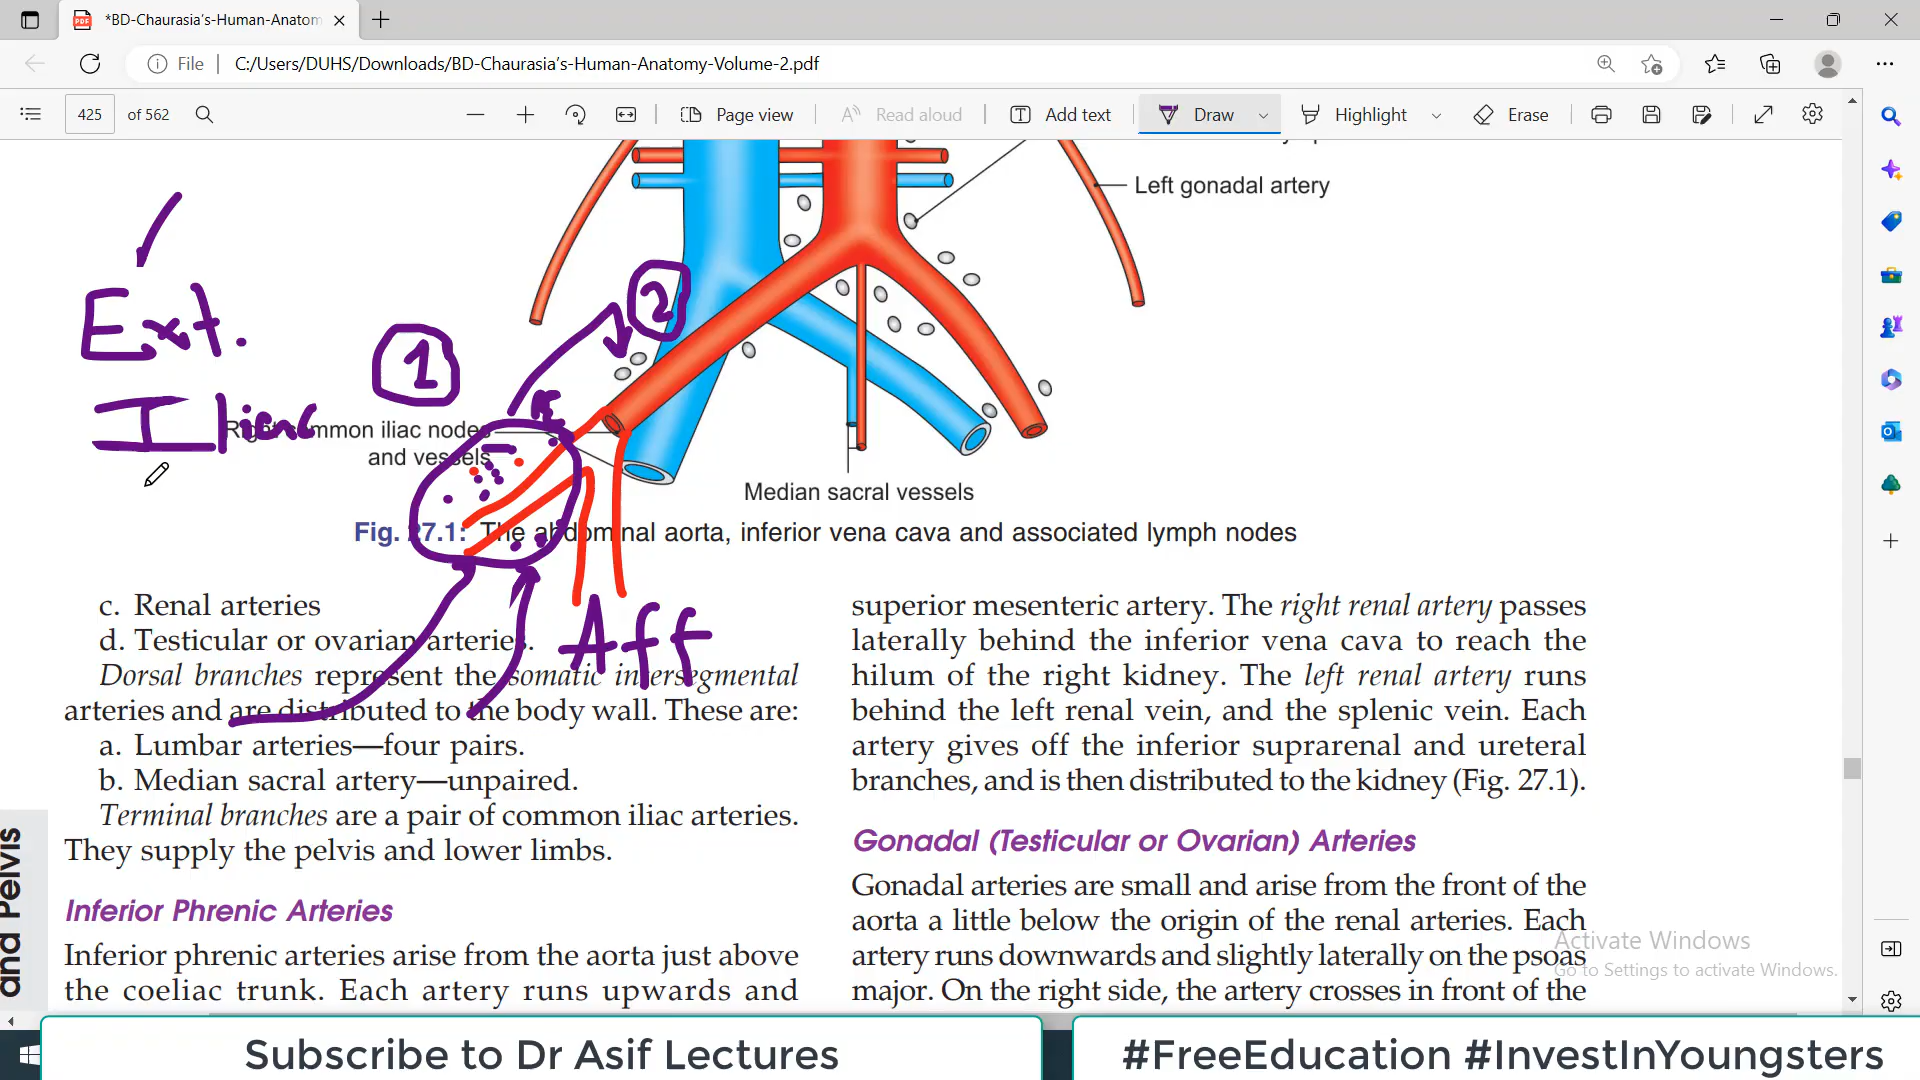 *BD-Chaurasia's-Human-Anatom
File
C:/Users/DUHS/Downloads/BD-Chaurasia's-Human-Anatomy-Volume-2.pdf
425 of 562
Page view
Read aloud
Add text
Draw
Highlight
Erase
Left gonadal artery
Ext.
Iliac
1
2
Right common iliac nodes
and vessels
Median sacral vessels
Fig. 27.1: The abdominal aorta, inferior vena cava and associated lymph nodes
Aff
c. Renal arteries
d. Testicular or ovarian arteries.
Dorsal branches represent the somatic intersegmental
arteries and are distributed to the body wall. These are:
a. Lumbar arteries—four pairs.
b. Median sacral artery—unpaired.
Terminal branches are a pair of common iliac arteries.
They supply the pelvis and lower limbs.
Inferior Phrenic Arteries
Inferior phrenic arteries arise from the aorta just above
the coeliac trunk. Each artery runs upwards and
superior mesenteric artery. The right renal artery passes
laterally behind the inferior vena cava to reach the
hilum of the right kidney. The left renal artery runs
behind the left renal vein, and the splenic vein. Each
artery gives off the inferior suprarenal and ureteral
branches, and is then distributed to the kidney (Fig. 27.1).
Gonadal (Testicular or Ovarian) Arteries
Gonadal arteries are small and arise from the front of the
aorta a little below the origin of the renal arteries. Each
artery runs downwards and slightly laterally on the psoas
major. On the right side, the artery crosses in front of the
and Pelvis
Activate Windows
Go to Settings to activate Windows.
Subscribe to Dr Asif Lectures
#FreeEducation #InvestInYoungsters